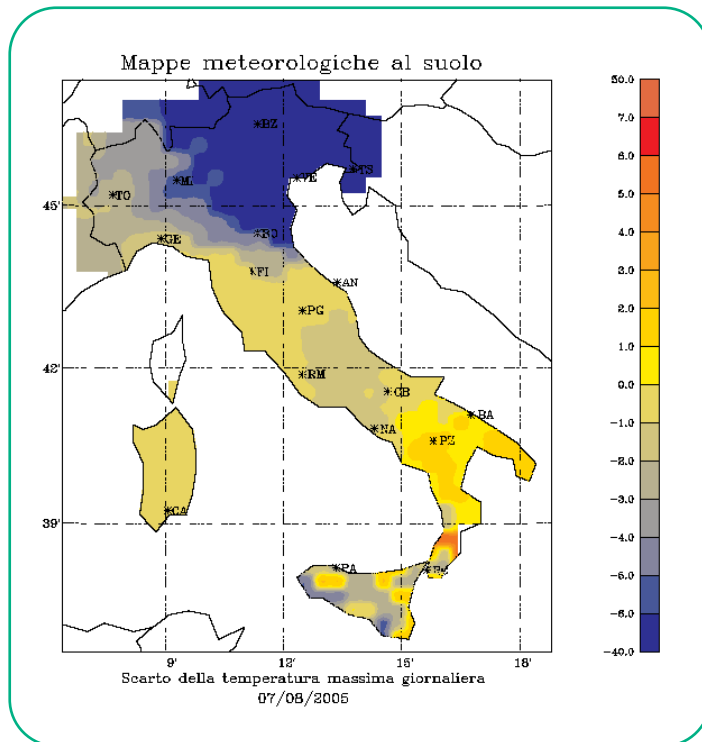 Mappe meteorologiche al suolo
50.0
7.0
6.0
5.0
4.0
3.0
2.0
1.0
0.0
-1.0
-2.0
-3.0
-4.0
-5.0
-6.0
-40.0
BZ
TS
VE
MI
TO
45'
BO
GE
FI
AN
PG
42'
RM
CB
BA
NA
PZ
39'
CA
PA
RC
9'
12'
15'
18'
Scarto della temperatura massima giornaliera
07/08/2005